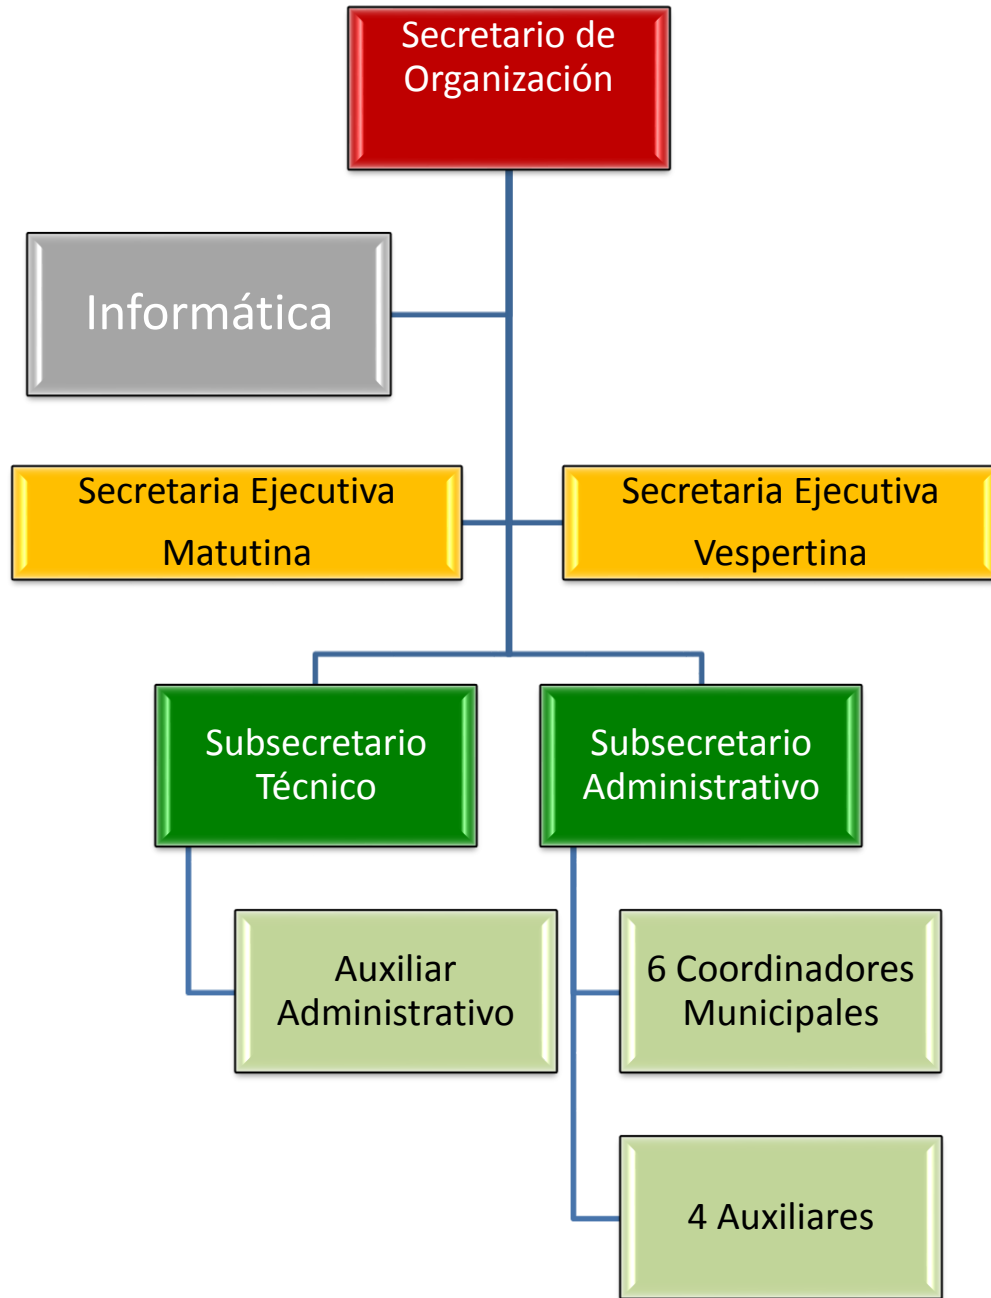 Secretario de
Organización
Informática
Secretaria Ejecutiva
Matutina
Secretaria Ejecutiva
Vespertina
Subsecretario
Técnico
Subsecretario
Administrativo
Auxiliar
Administrativo
6 Coordinadores
Municipales
4 Auxiliares